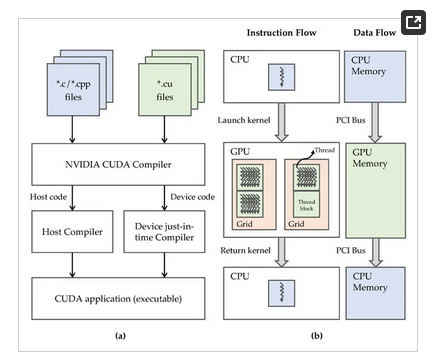 *.c/*.cpp
files
*.cu
files
NVIDIA CUDA Compiler
Host code
Device code
Host Compiler
Device just-in-
time Compiler
CUDA application (executable)
(a)
Instruction Flow
Data Flow
CPU
CPU
Memory
Launch kernel
PCI Bus
GPU
Thread
Grid
Thread
block
Grid
GPU
Memory
Return kernel
PCI Bus
CPU
CPU
Memory
(b)